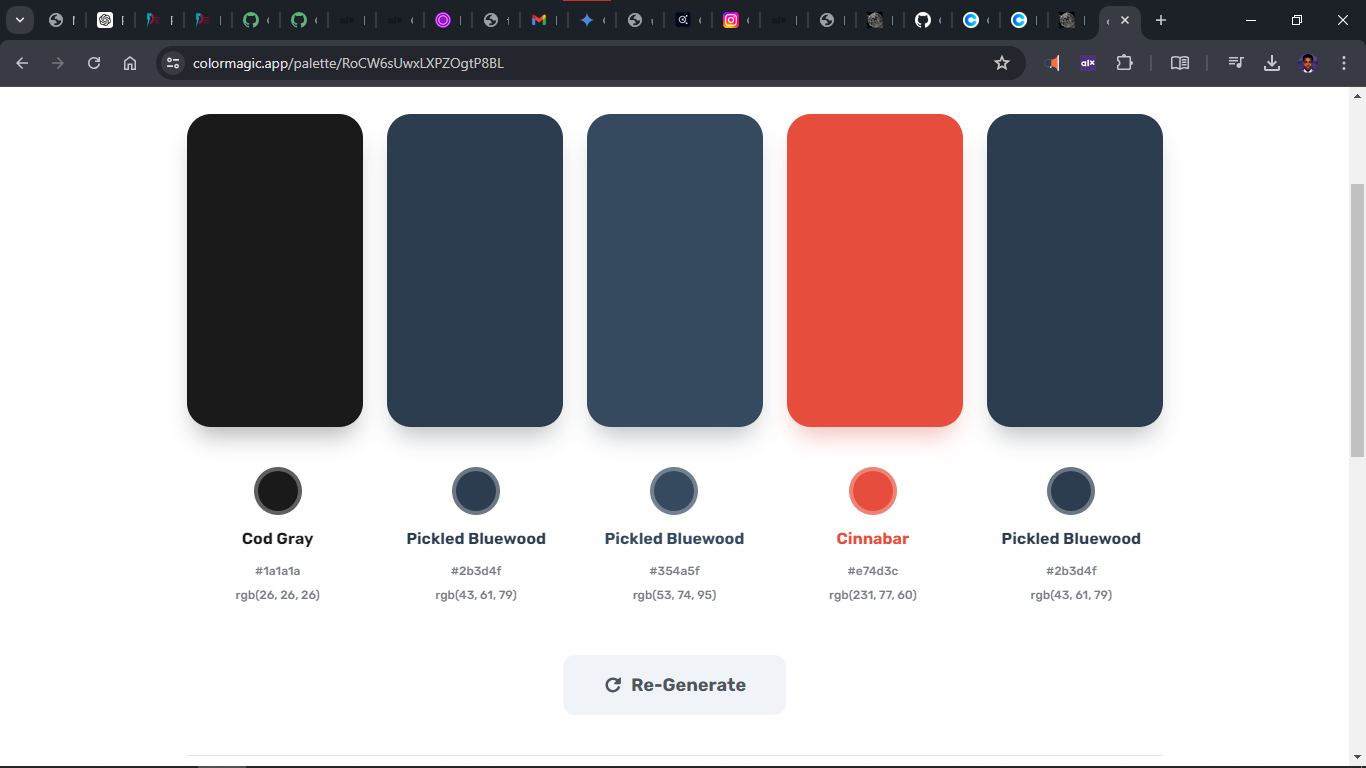 colormagic.app/palette/RoCW6sUwxLXPZOgtP8BL
alx
Cod Gray
#1a1a1a
rgb(26, 26, 26)
Pickled Bluewood
#2b3d4f
rgb(43, 61, 79)
Pickled Bluewood
#354a5f
rgb(53, 74, 95)
Cinnabar
#e74d3c
rgb(231, 77, 60)
Pickled Bluewood
#2b3d4f
rgb(43, 61, 79)
Re-Generate